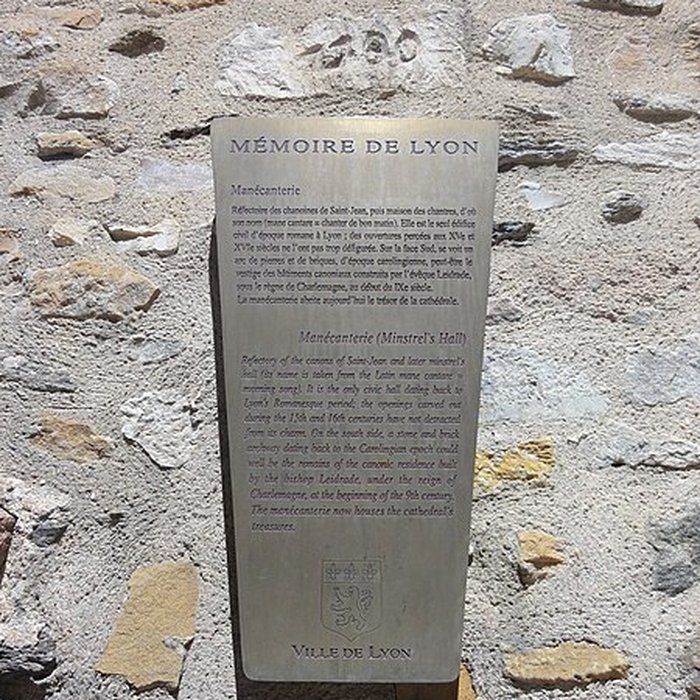 MÉMOIRE DE LYON
Manécanterie
Réfectoire des chanoines de Saint-Jean, puis maison des chantres, d'où
son nom (mane cantare = chanter de bon matin). Elle est le seul édifice
civil d'époque romane à Lyon ; des ouvertures percées aux XVe et
XVIe siècles ne l'ont pas trop défigurée. Sur la face Sud, se voit un
arc de pierres et de briques, d'époque carolingienne, peut-être le
vestige des bâtiments canoniaux construits par l'évêque Leidrade,
sous le règne de Charlemagne, au début du IXe siècle.
La manécanterie abrite aujourd'hui le trésor de la cathédrale.
Manécanterie (Minstrel's Hall)
Refectory of the canons of Saint-Jean and later minstrel's
hall (its name is taken from the Latin mane cantare =
morning song). It is the only civic hall dating back to
Lyon's Romanesque period; the openings carved out
during the 15th and 16th centuries have not detracted
from its charm. On the south side, a stone and brick
archway dating back to the Carolingian epoch could
well be the remains of the canonic residence built
by the bishop Leidrade, under the reign of
Charlemagne, at the beginning of the 9th century.
The manécanterie now houses the cathedral's
treasures.
VILLE DE LYON